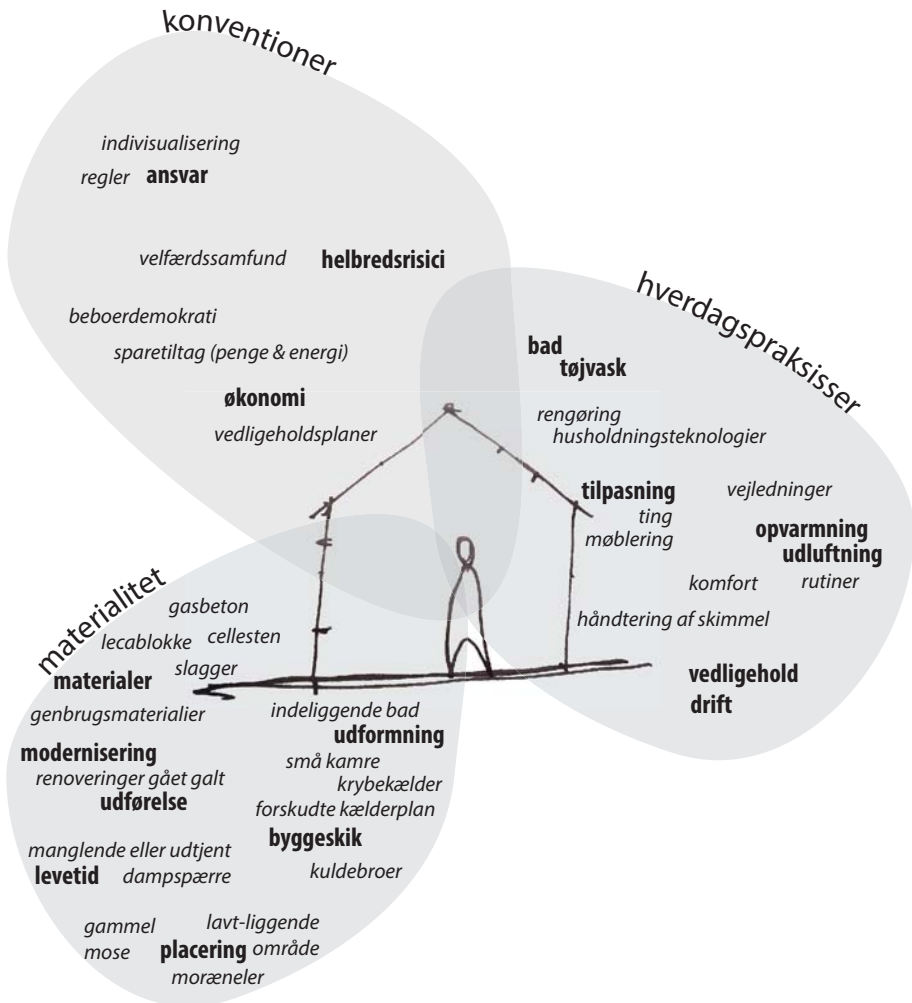 konventioner
indivisualisering
regler ansvar
velfærdssamfund helbredsrisici
beboerdemokrati
sparetiltag (penge & energi)
økonomi
vedligeholdsplaner
hverdagspraksisser
bad
tøjvask
rengøring
husholdningsteknologier
tilpasning vejledninger
ting
møblering
opvarmning
udluftning
komfort rutiner
håndtering af skimmel
vedligehold
drift
materialitet
gasbeton
lecablokke cellesten
slagger
materialer
genbrugsmaterialier
indeliggende bad
udformning
modernisering
små kamre
renoveringer gået galt
krybekælder
udførelse
forskudte kælderplan
byggeskik
manglende eller udtjent
levetid dampspærre
kuldebroer
gammel
mose
lavt-liggende
placering område
moræneler